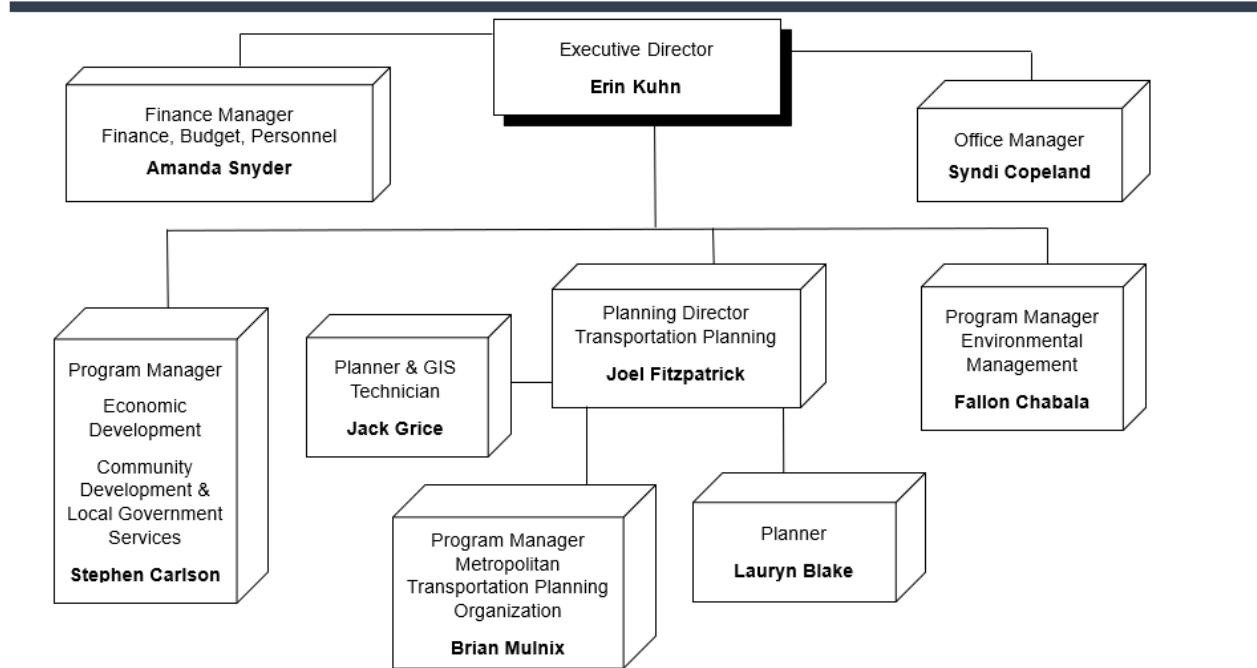 Executive Director
Erin Kuhn
Finance Manager
Finance, Budget, Personnel
Amanda Snyder
Office Manager
Syndi Copeland
Program Manager
Economic
Development
Community
Development &
Local Government
Services
Stephen Carlson
Planner & GIS
Technician
Jack Grice
Planning Director
Transportation Planning
Joel Fitzpatrick
Program Manager
Environmental
Management
Fallon Chabala
Program Manager
Metropolitan
Transportation Planning
Organization
Brian Mulnix
Planner
Lauryn Blake